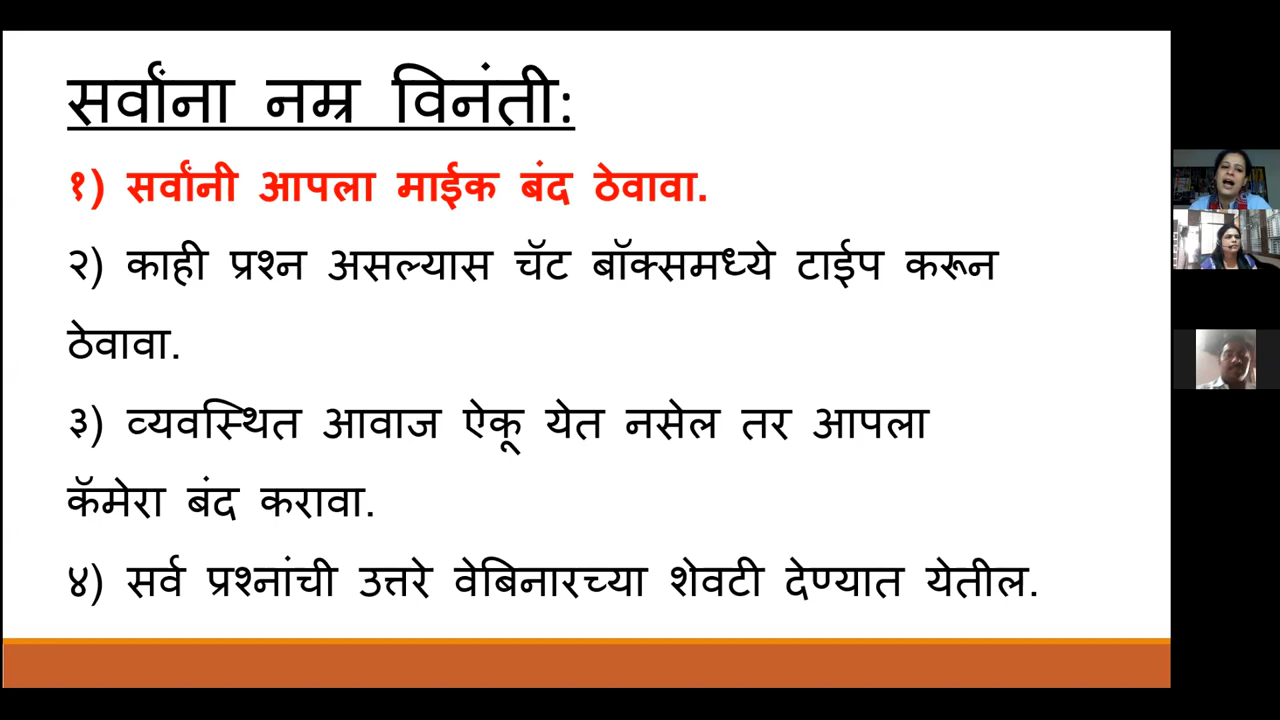 सर्वांना नम्र विनंती:
१) सर्वांनी आपला माईक बंद ठेवावा.
२) काही प्रश्न असल्यास चॅट बॉक्समध्ये टाईप करून
ठेवावा.
३) व्यवस्थित आवाज ऐकू येत नसेल तर आपला
कॅमेरा बंद करावा.
४) सर्व प्रश्नांची उत्तरे वेबिनारच्या शेवटी देण्यात येतील.